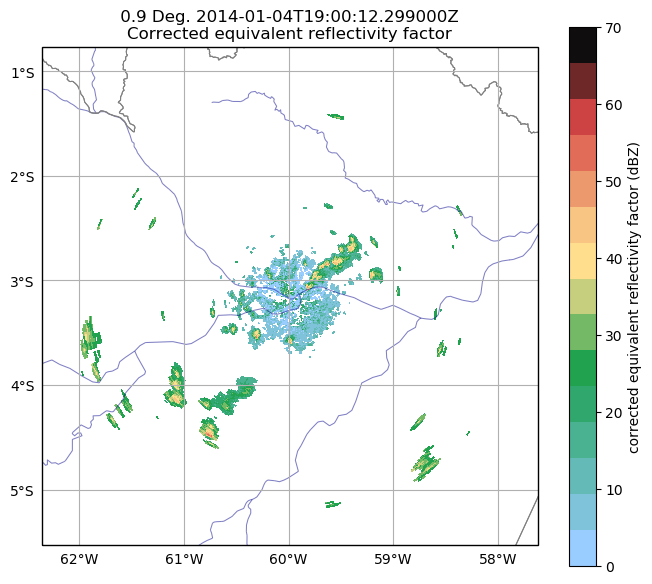 0.9 Deg. 2014-01-04T19:00:12.299000Z
Corrected equivalent reflectivity factor
1°S
2°S
3°S
4°S
5°S
62°W 61°W 60°W 59°W 58°W
70
60
50
40
30
20
10
0
corrected equivalent reflectivity factor (dBZ)